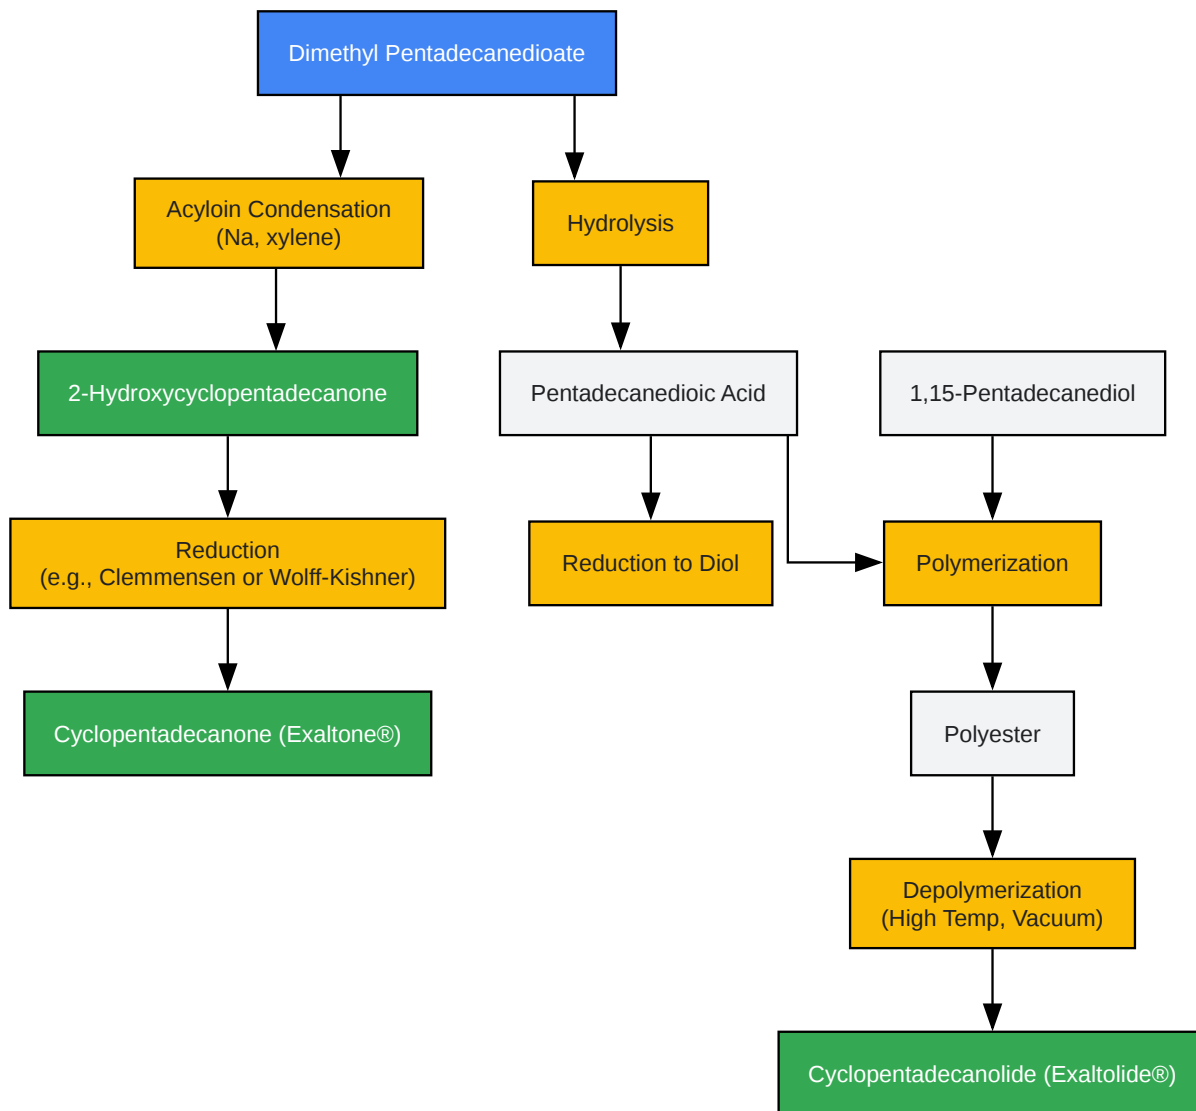 Dimethyl Pentadecanedioate
Acyloin Condensation
(Na, xylene)
Hydrolysis
2-Hydroxycyclopentadecanone
Pentadecanedioic Acid
1,15-Pentadecanediol
Reduction
(e.g., Clemmensen or Wolff-Kishner)
Reduction to Diol
Polymerization
Cyclopentadecanone (Exaltone®)
Polyester
Depolymerization
(High Temp, Vacuum)
Cyclopentadecanolide (Exaltolide®)